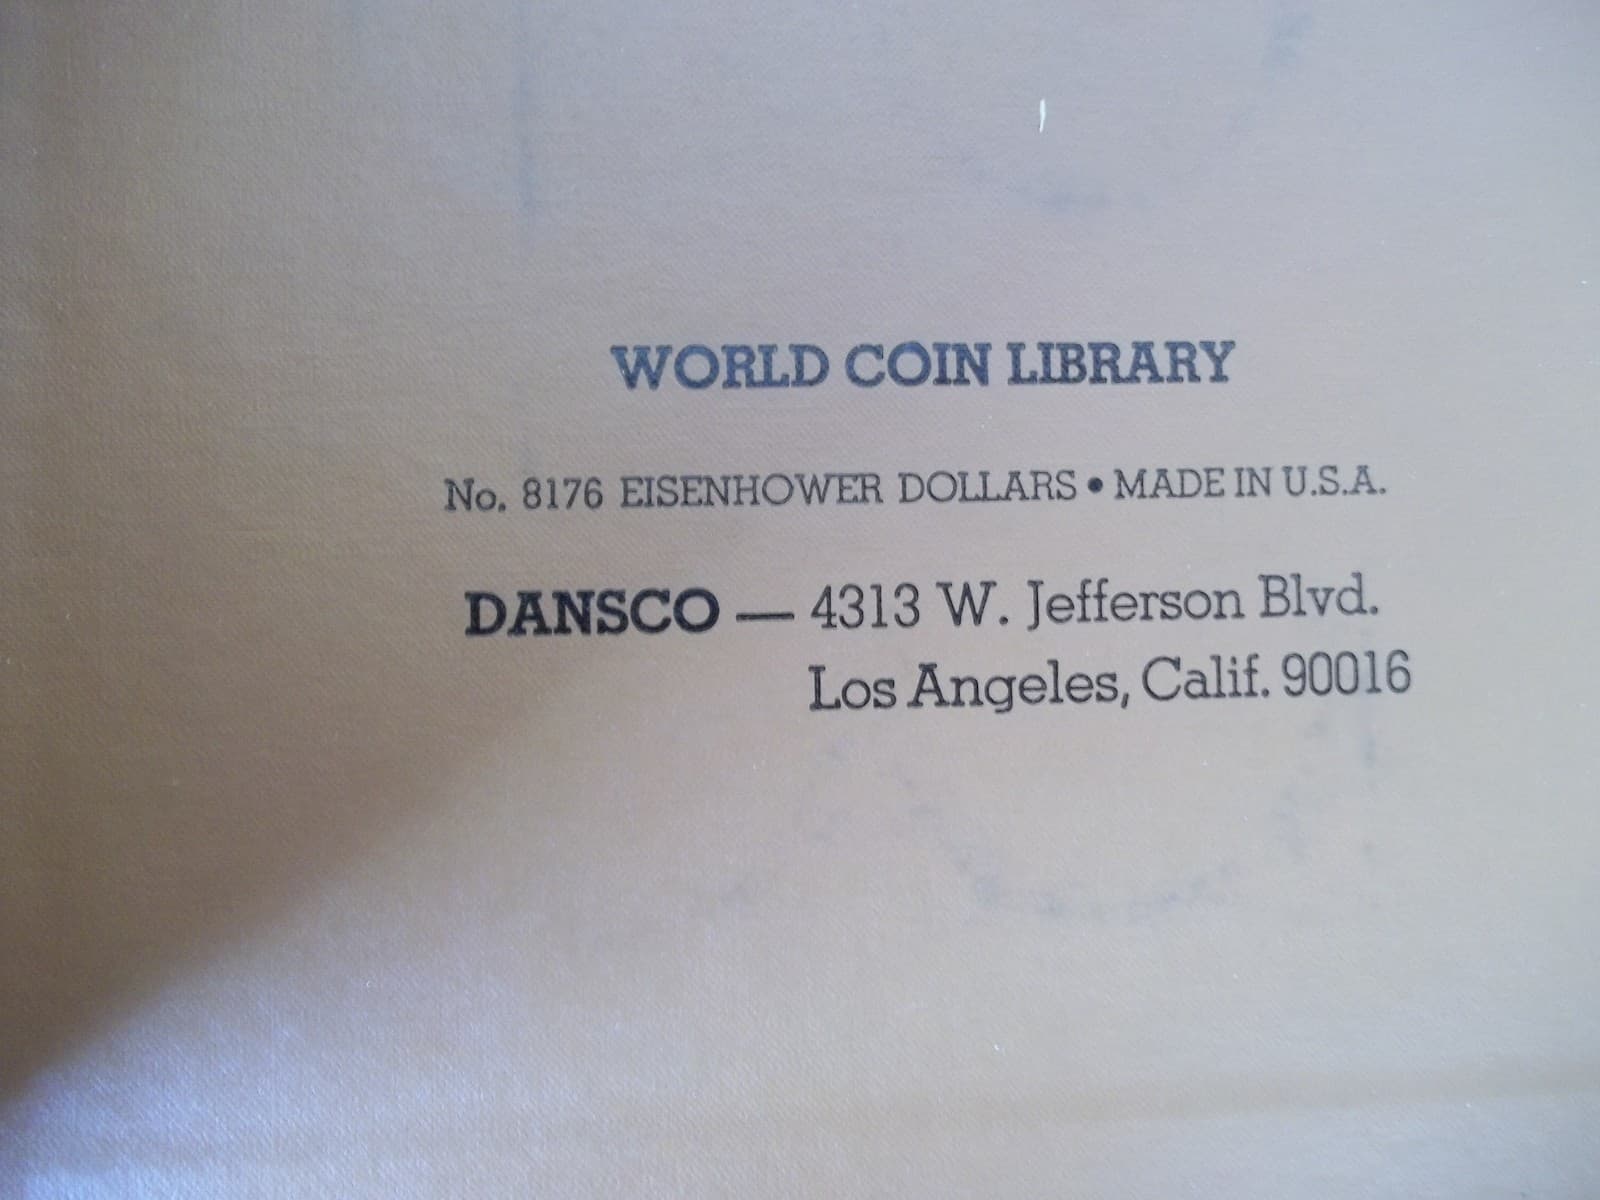 WORLD COIN LIBRARY
No. 8176 EISENHOWER DOLLARS • MADE IN U.S.A.
DANSCO — 4313 W. Jefferson Blvd.
Los Angeles, Calif. 90016